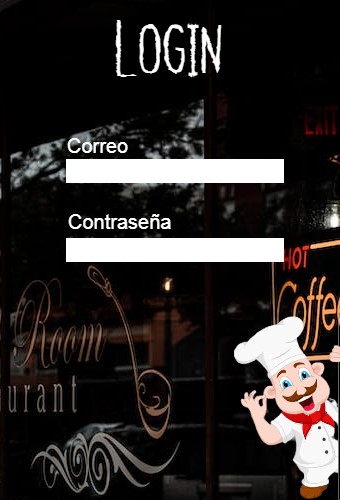 LOGIN
EXIT
Correo
Contraseña
HOT
Coffee
Room
urant